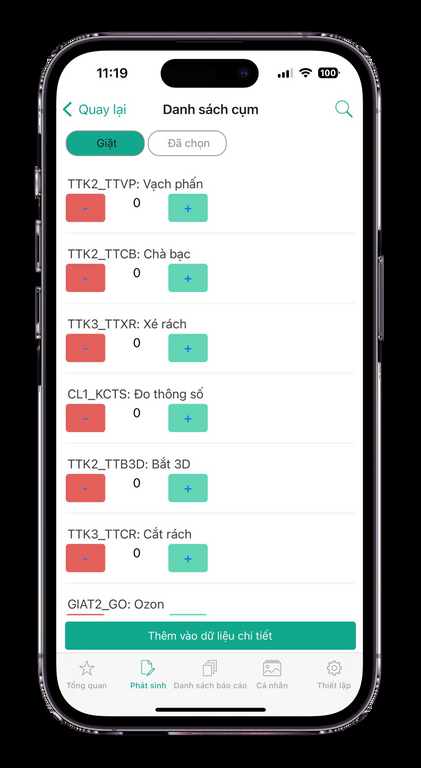 11:19
100
Quay lại
Danh sách cụm
Giặt
Đã chọn
TTK2_TTVP: Vạch phấn
- 0 +
TTK2_TTCB: Chà bạc
- 0 +
TTK3_TTXR: Xé rách
- 0 +
CL1_KCTS: Đo thông số
- 0 +
TTK2_TTB3D: Bắt 3D
- 0 +
TTK3_TTCR: Cắt rách
- 0 +
GIAT2_GO: Ozon
Thêm vào dữ liệu chi tiết
Tổng quan
Phát sinh
Danh sách báo cáo
Cá nhân
Thiết lập